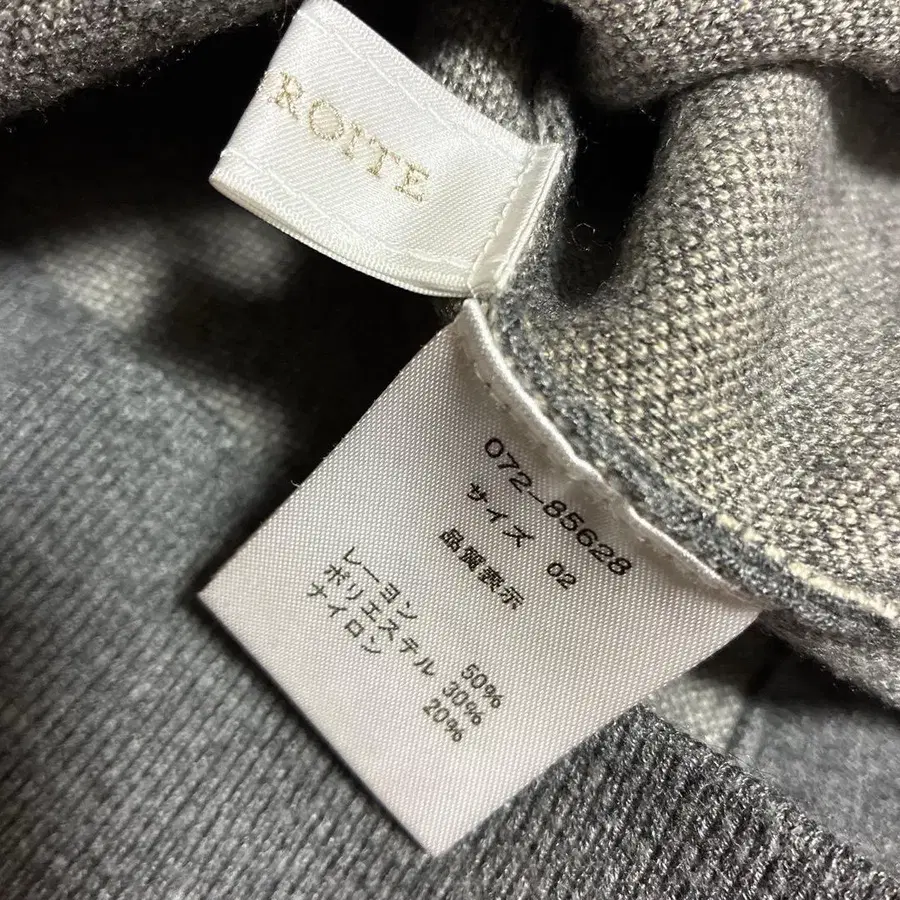 ROITE
072-85628
サイズ 02
品質表示
レーヨン 50%
ポリエステル 30%
ナイロン 20%